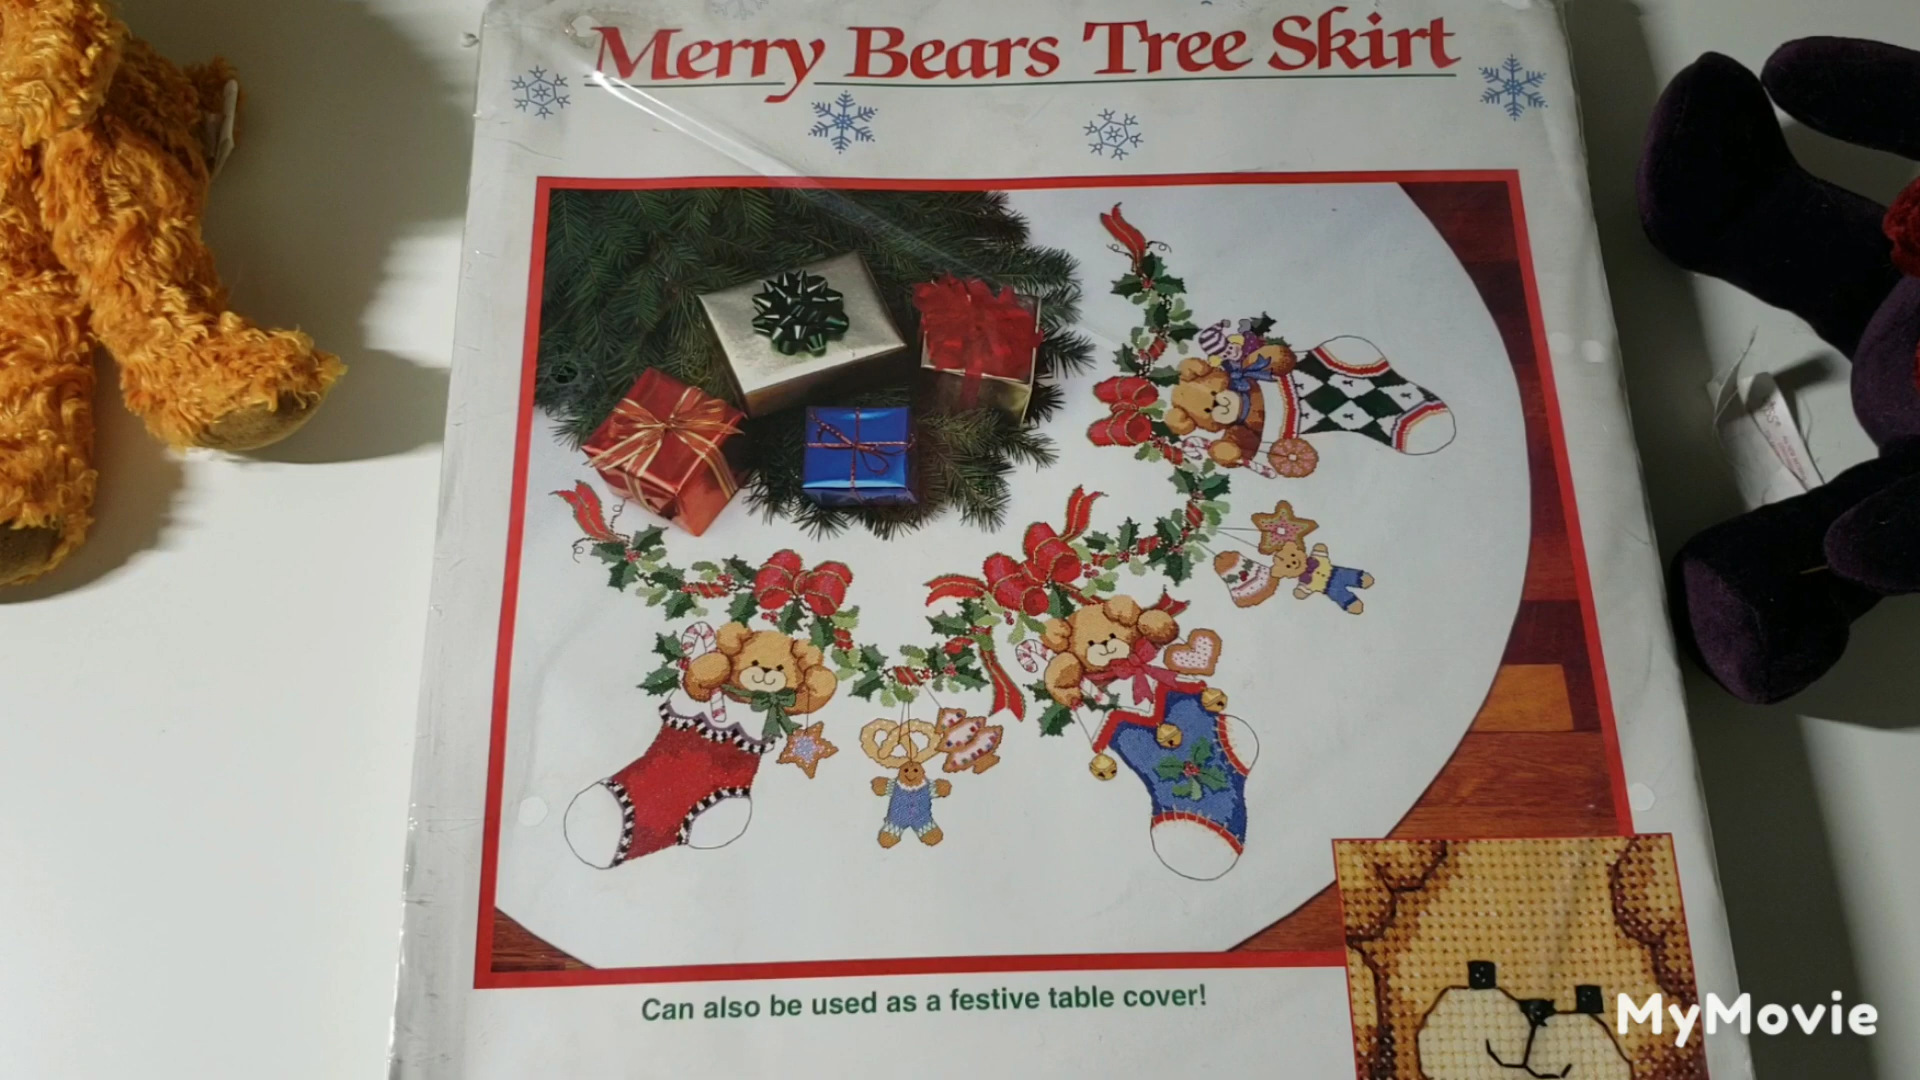 Merry Bears Tree Skirt
Can also be used as a festive table cover!
MyMovie